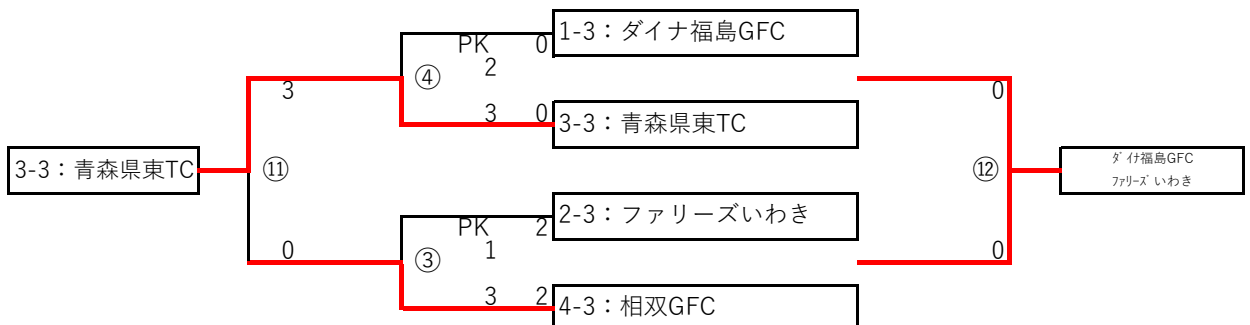 1-3：ダイナ福島GFC
PK
0
2
④
3
0
3
0
3-3：青森県東TC
3-3：青森県東TC
⑪
⑫
ﾀﾞｲﾅ福島GFC
ﾌｧﾘｰｽﾞいわき
2-3：ファリーズいわき
PK
2
1
0
③
0
3
2
4-3：相双GFC